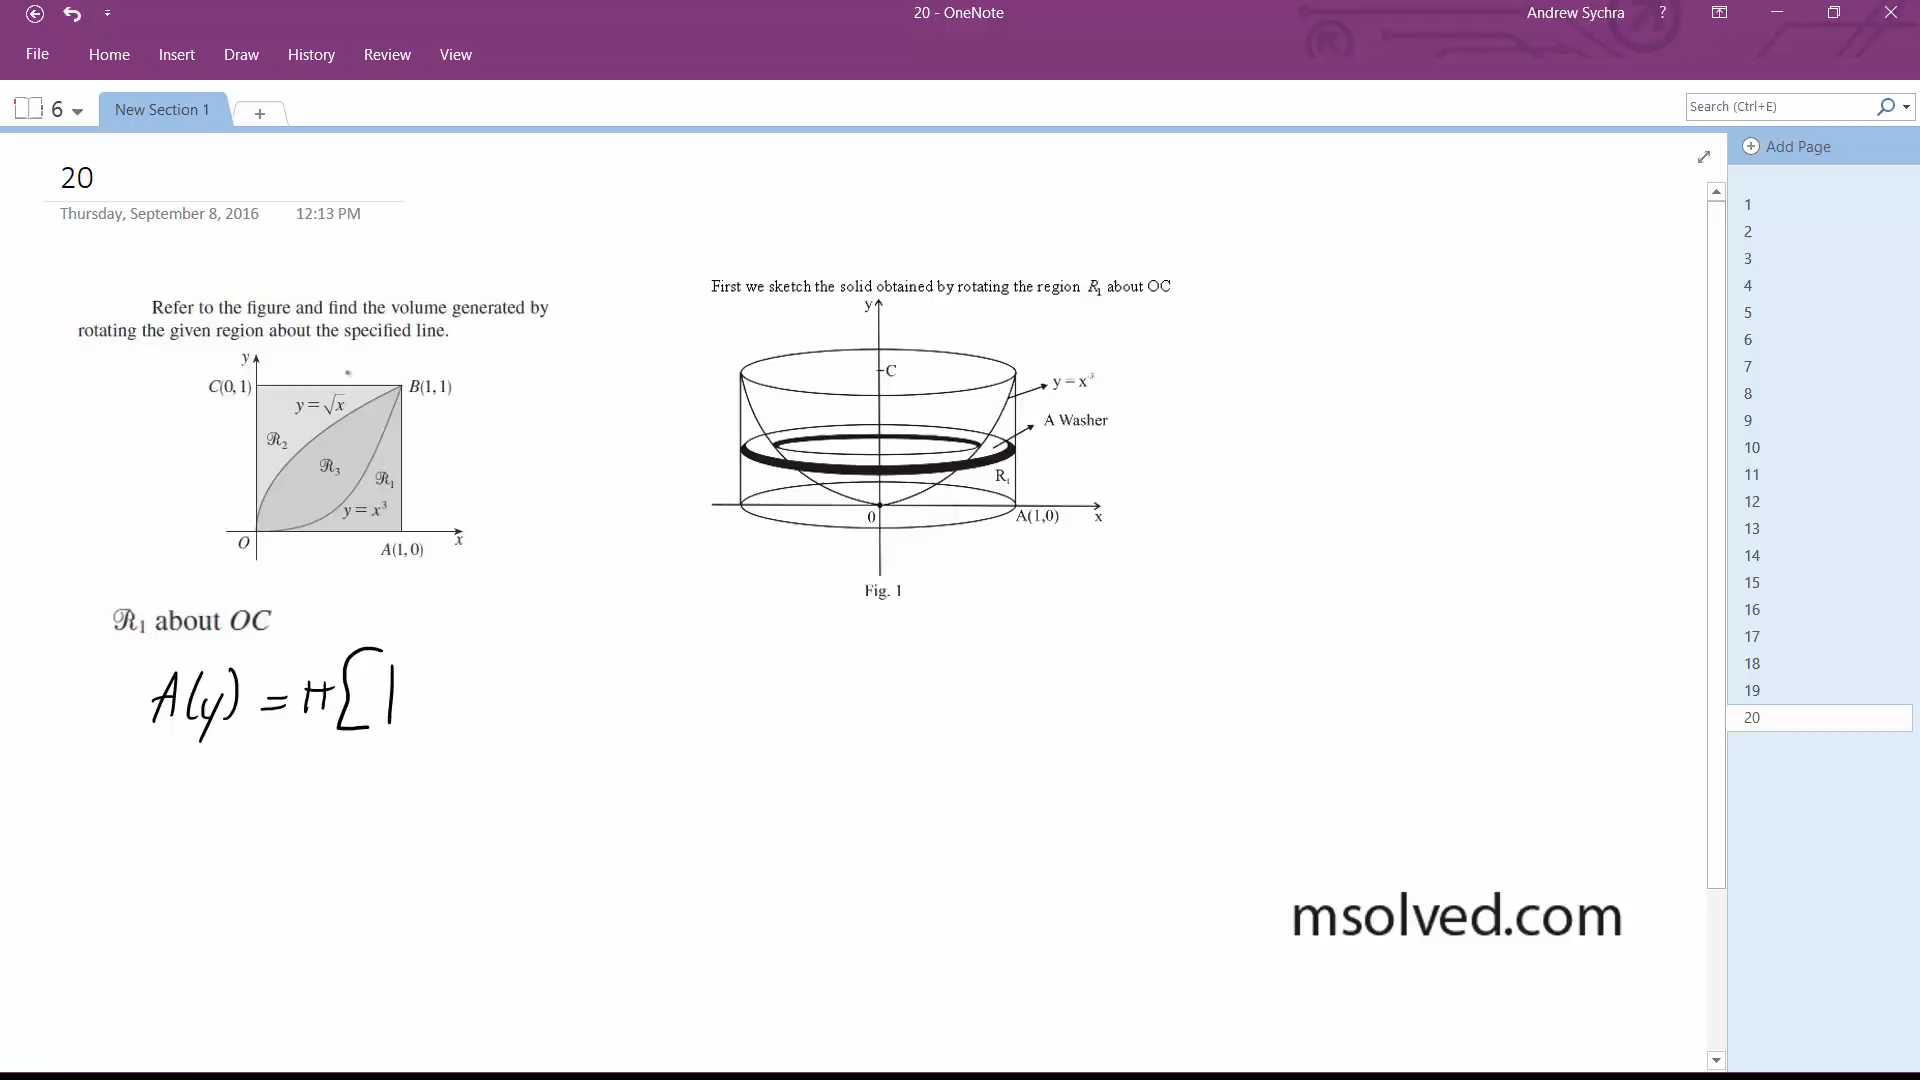 20 - OneNote
Andrew Sychra
?
File
Home
Insert
Draw
History
Review
View
6
New Section 1
+
Search (Ctrl+E)
Add Page
20
Thursday, September 8, 2016 12:13 PM
Refer to the figure and find the volume generated by
rotating the given region about the specified line.
y
C(0, 1)
B(1, 1)
y = √x
ℛ₂
ℛ₃
ℛ₁
y = x³
O
A(1, 0)
x
ℛ₁ about OC
A(y) = π[1
First we sketch the solid obtained by rotating the region R₁ about OC
y
C
y = x³
A Washer
R₁
0
A(1,0)
x
Fig. 1
msolved.com
1
2
3
4
5
6
7
8
9
10
11
12
13
14
15
16
17
18
19
20